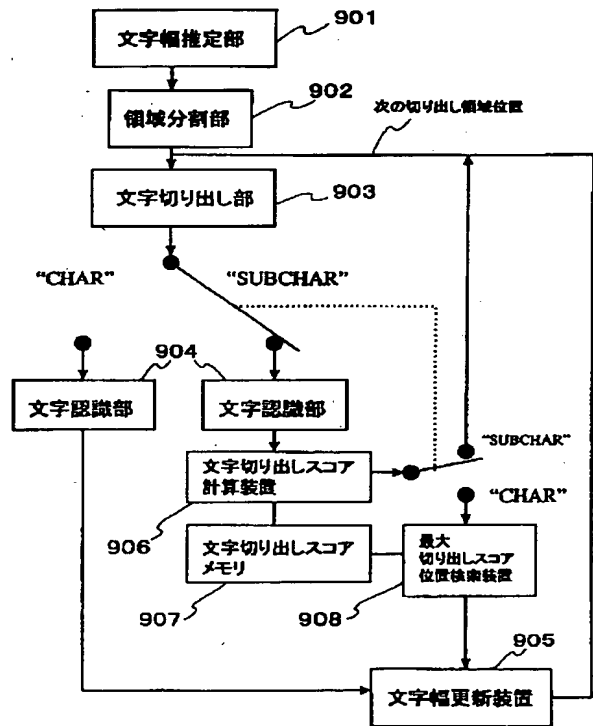 文字幅推定部
901
領域分割部
902
次の切り出し領域位置
文字切り出し部
903
“CHAR”
“SUBCHAR”
904
文字認識部
文字認識部
“SUBCHAR”
“CHAR”
文字切り出しスコア
計算装置
906
文字切り出しスコア
メモリ
907
最大
切り出しスコア
位置検索装置
908
905
文字幅更新装置